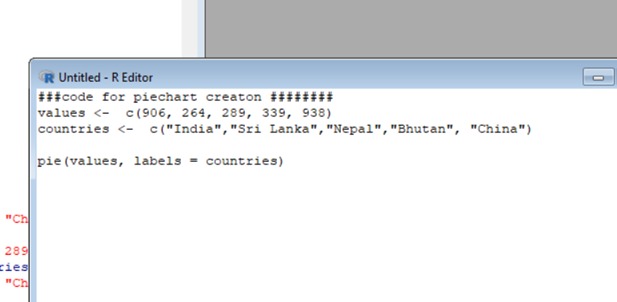 Untitled - R Editor
###code for piechart creaton ########
values <-  c(906, 264, 289, 339, 938)
countries <-  c("India","Sri Lanka","Nepal","Bhutan", "China")
pie(values, labels = countries)
"Ch
289
ries
"Ch